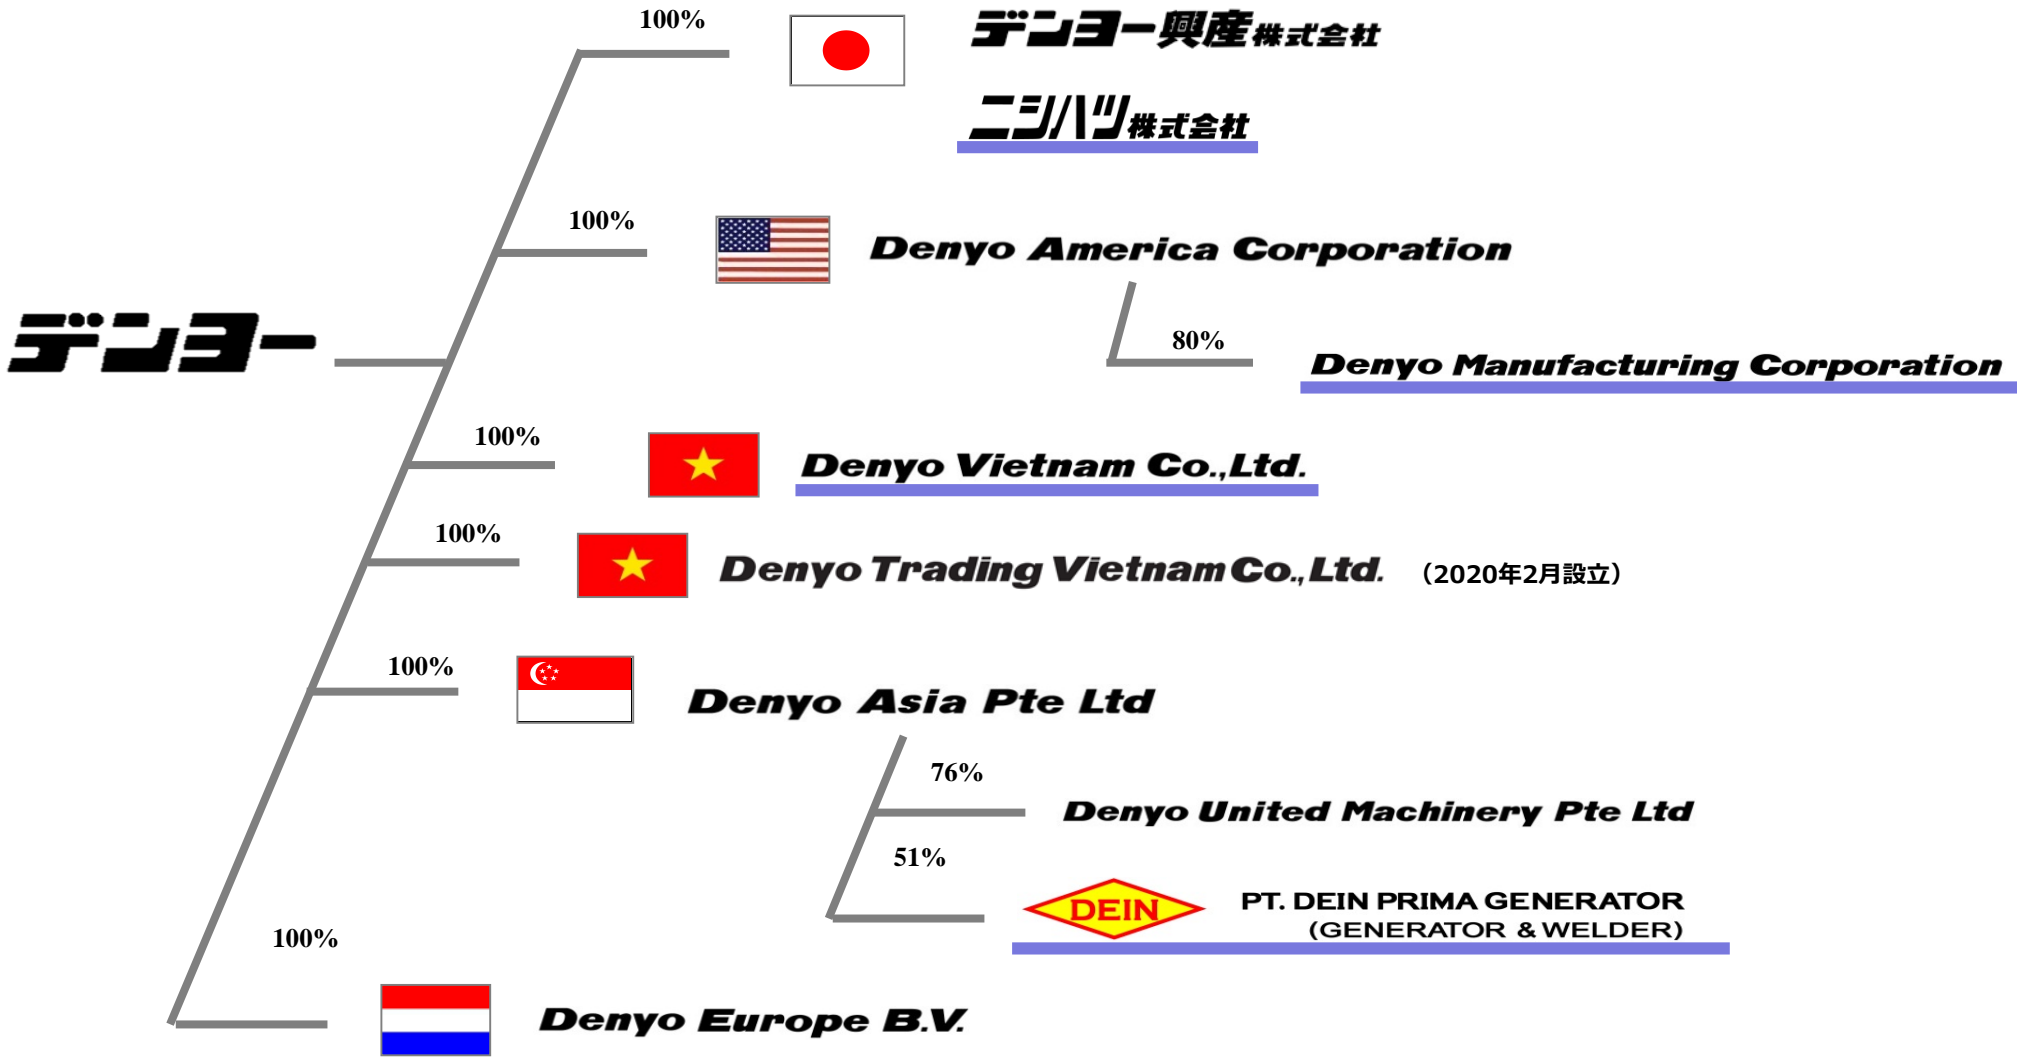 100%
デンヨー興産株式会社
ニシハツ株式会社
100%
Denyo America Corporation
デンヨー
80%
Denyo Manufacturing Corporation
100%
Denyo Vietnam Co.,Ltd.
100%
Denyo Trading Vietnam Co.,Ltd. （2020年2月設立）
100%
Denyo Asia Pte Ltd
76%
Denyo United Machinery Pte Ltd
51%
DEIN PT. DEIN PRIMA GENERATOR
(GENERATOR & WELDER)
100%
Denyo Europe B.V.